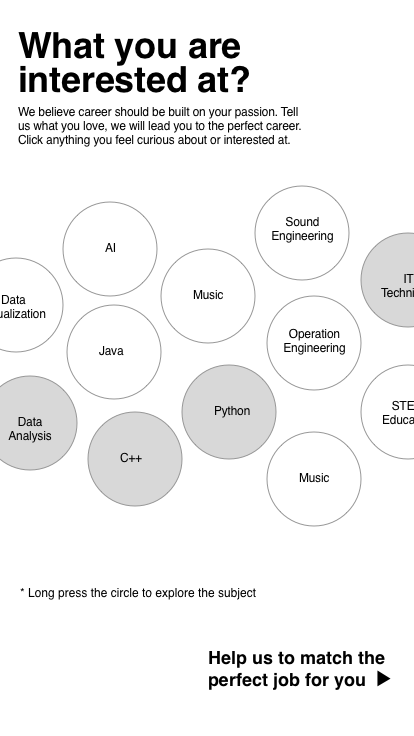 What you are
interested at?
We believe career should be built on your passion. Tell
us what you love, we will lead you to the perfect career.
Click anything you feel curious about or interested at.
Sound
Engineering
AI
IT
Techni
Music
Data
ualization
Operation
Engineering
Java
STE
Educa
Python
Data
Analysis
C++
Music
* Long press the circle to explore the subject
Help us to match the
perfect job for you